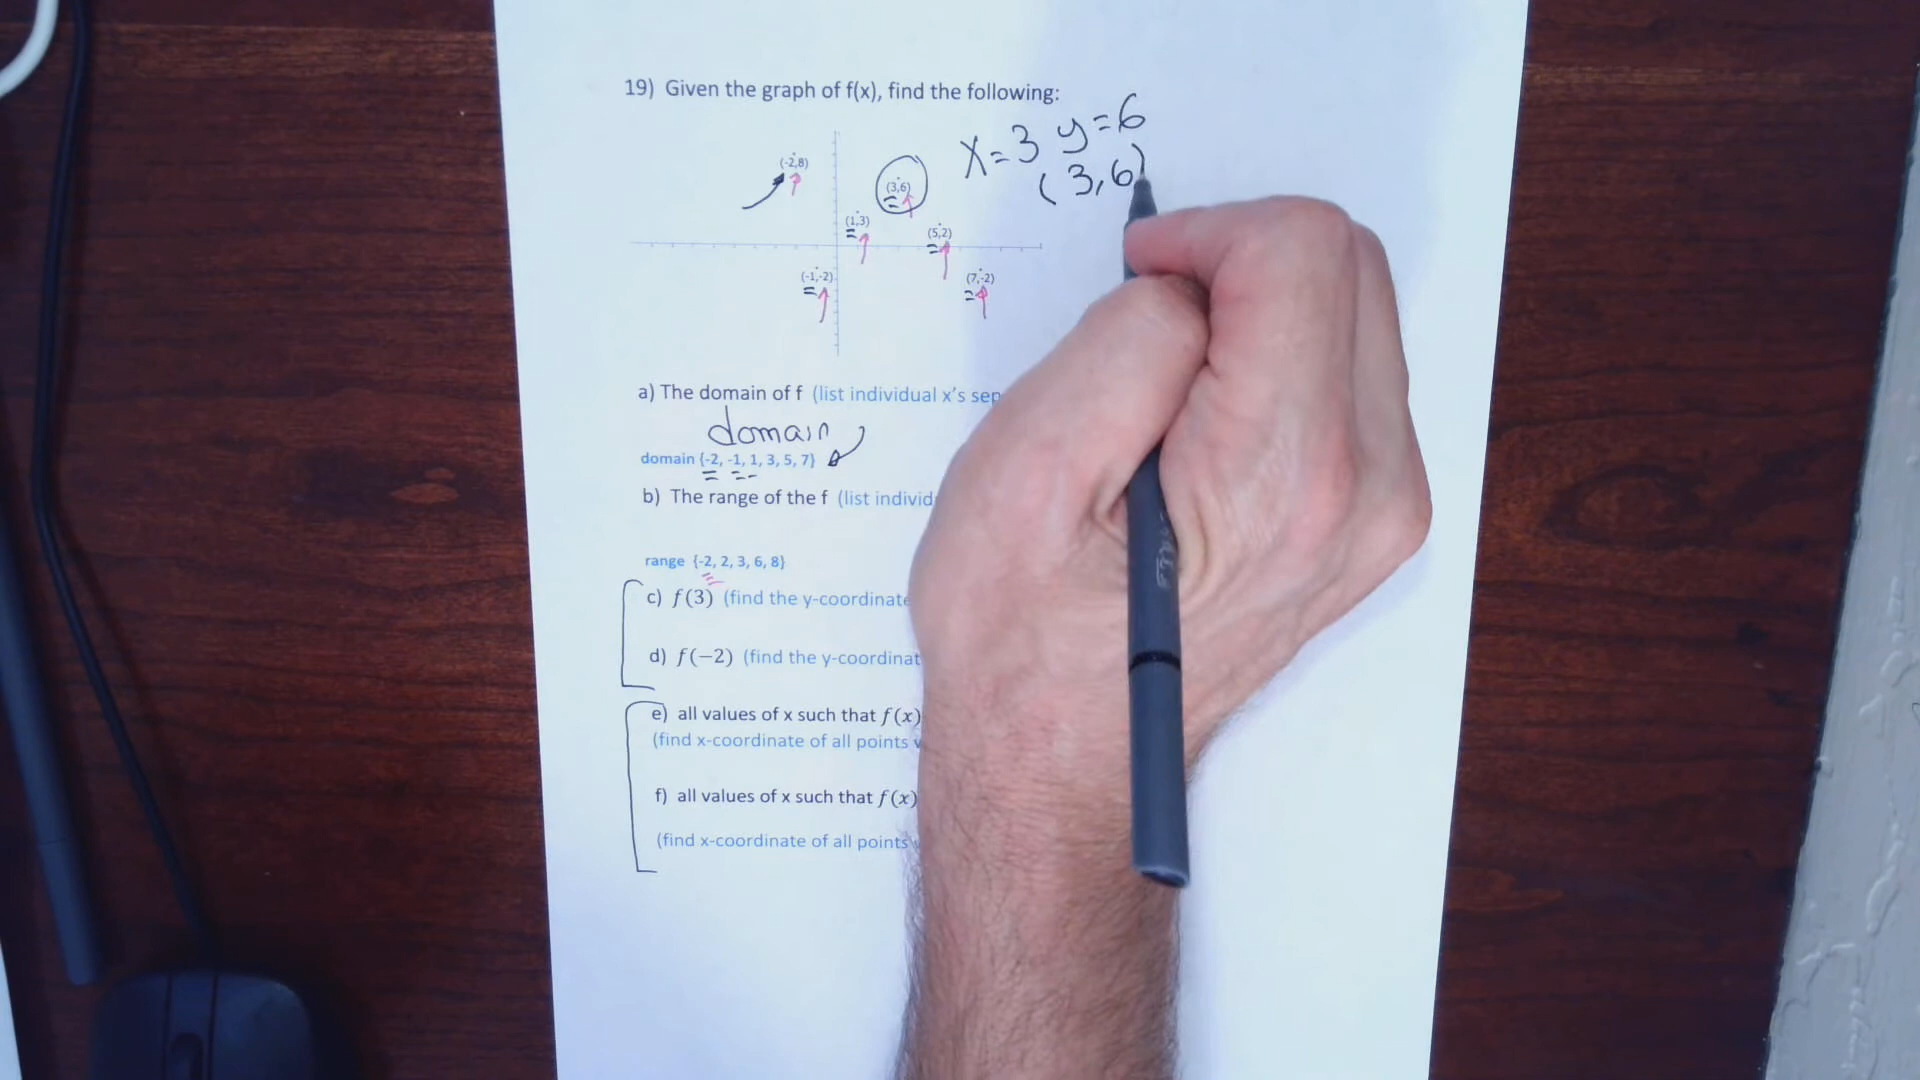 19) Given the graph of f(x), find the following:
x=3 y=6
(3,6)
(-2,8)
(3,6)
(1,3)
(5,2)
(-1,-2)
(7,-2)
a) The domain of f (list individual x's sep
domain
domain {-2, -1, 1, 3, 5, 7}
b) The range of the f (list individ
range {-2, 2, 3, 6, 8}
c) f(3) (find the y-coordinate
d) f(−2) (find the y-coordinat
e) all values of x such that f(x)
(find x-coordinate of all points
f) all values of x such that f(x)
(find x-coordinate of all points